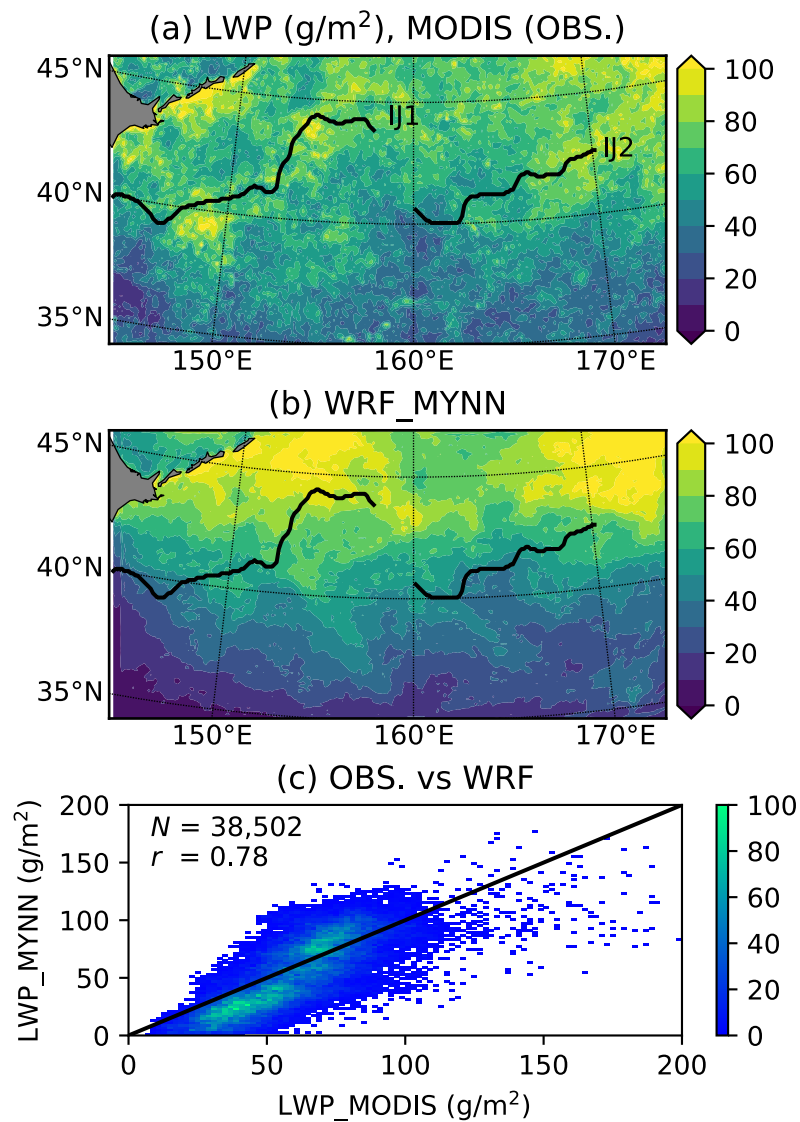 (a) LWP (g/m²), MODIS (OBS.)
45°N
40°N
35°N
IJ1
IJ2
150°E 160°E 170°E
100
80
60
40
20
0
(b) WRF_MYNN
45°N
40°N
35°N
150°E 160°E 170°E
100
80
60
40
20
0
(c) OBS. vs WRF
LWP_MYNN (g/m²)
200
150
100
50
0
N = 38,502
r = 0.78
0 50 100 150 200
LWP_MODIS (g/m²)
100
80
60
40
20
0